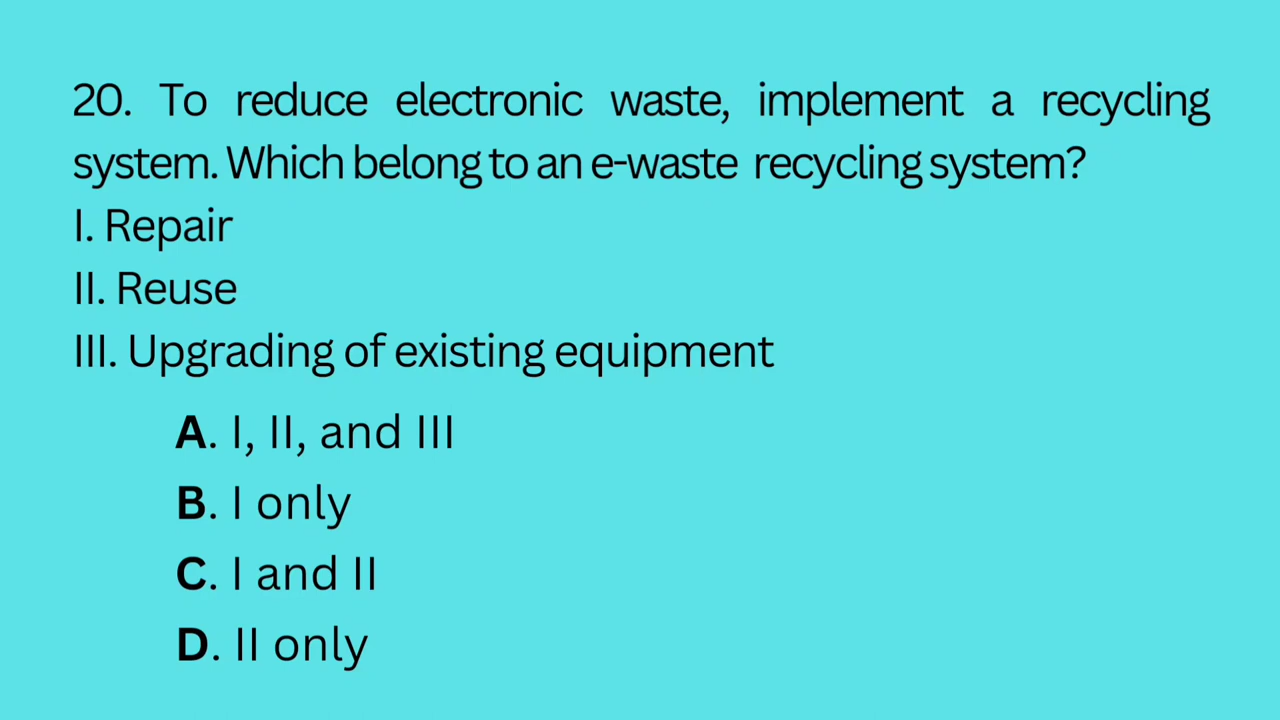 20. To reduce electronic waste, implement a recycling
system. Which belong to an e-waste recycling system?
I. Repair
II. Reuse
III. Upgrading of existing equipment
A. I, II, and III
B. I only
C. I and II
D. II only